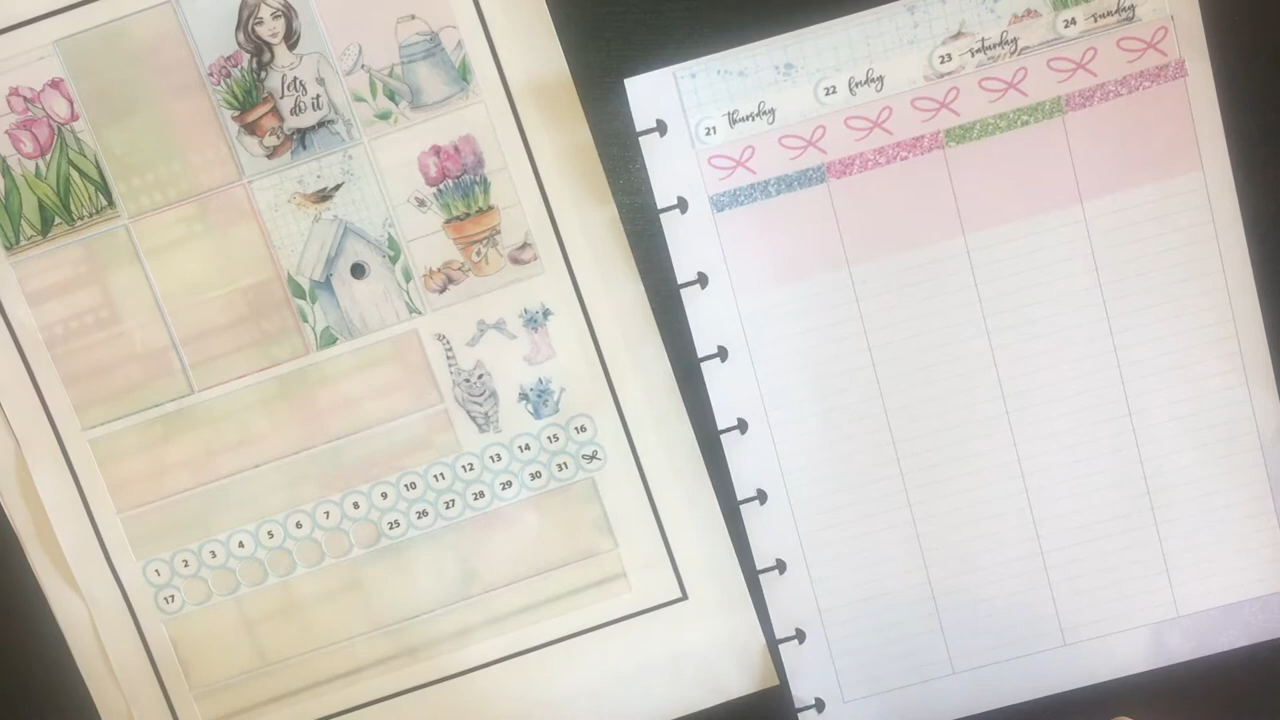 Lets
do it
1 2 3 4 5 6 7 8 9 10 11 12 13 14 15 16
17 25 26 27 28 29 30 31
21 thursday
22 friday
23 saturday
24 sunday